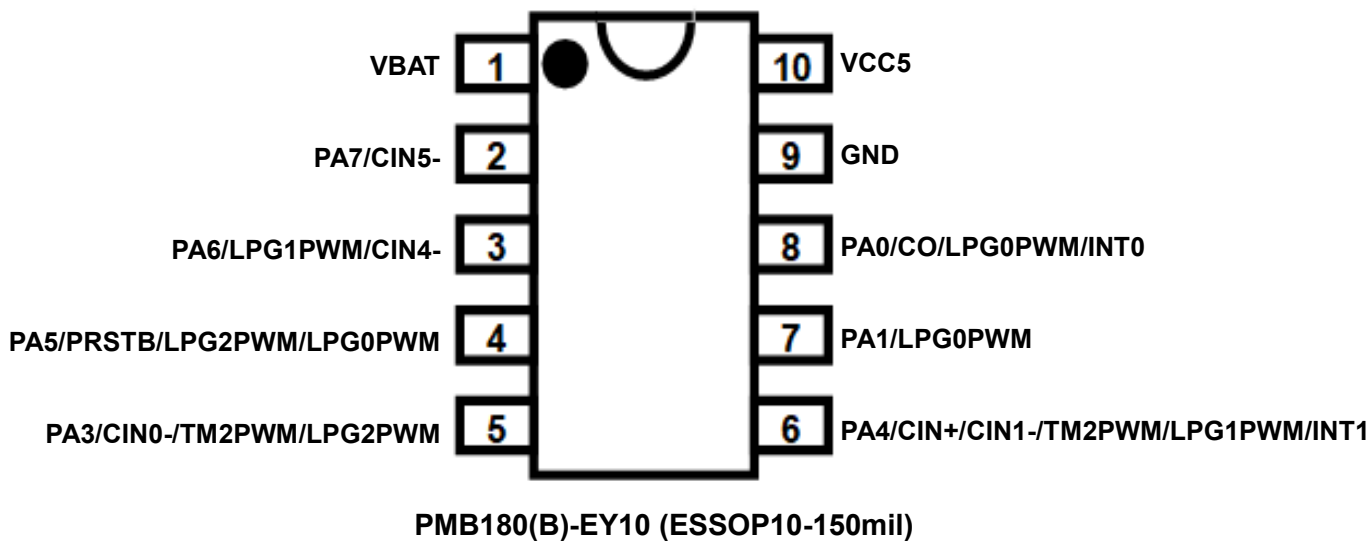 VBAT 1 10 VCC5
PA7/CIN5- 2 9 GND
PA6/LPG1PWM/CIN4- 3 8 PA0/CO/LPG0PWM/INT0
PA5/PRSTB/LPG2PWM/LPG0PWM 4 7 PA1/LPG0PWM
PA3/CIN0-/TM2PWM/LPG2PWM 5 6 PA4/CIN+/CIN1-/TM2PWM/LPG1PWM/INT1
PMB180(B)-EY10 (ESSOP10-150mil)